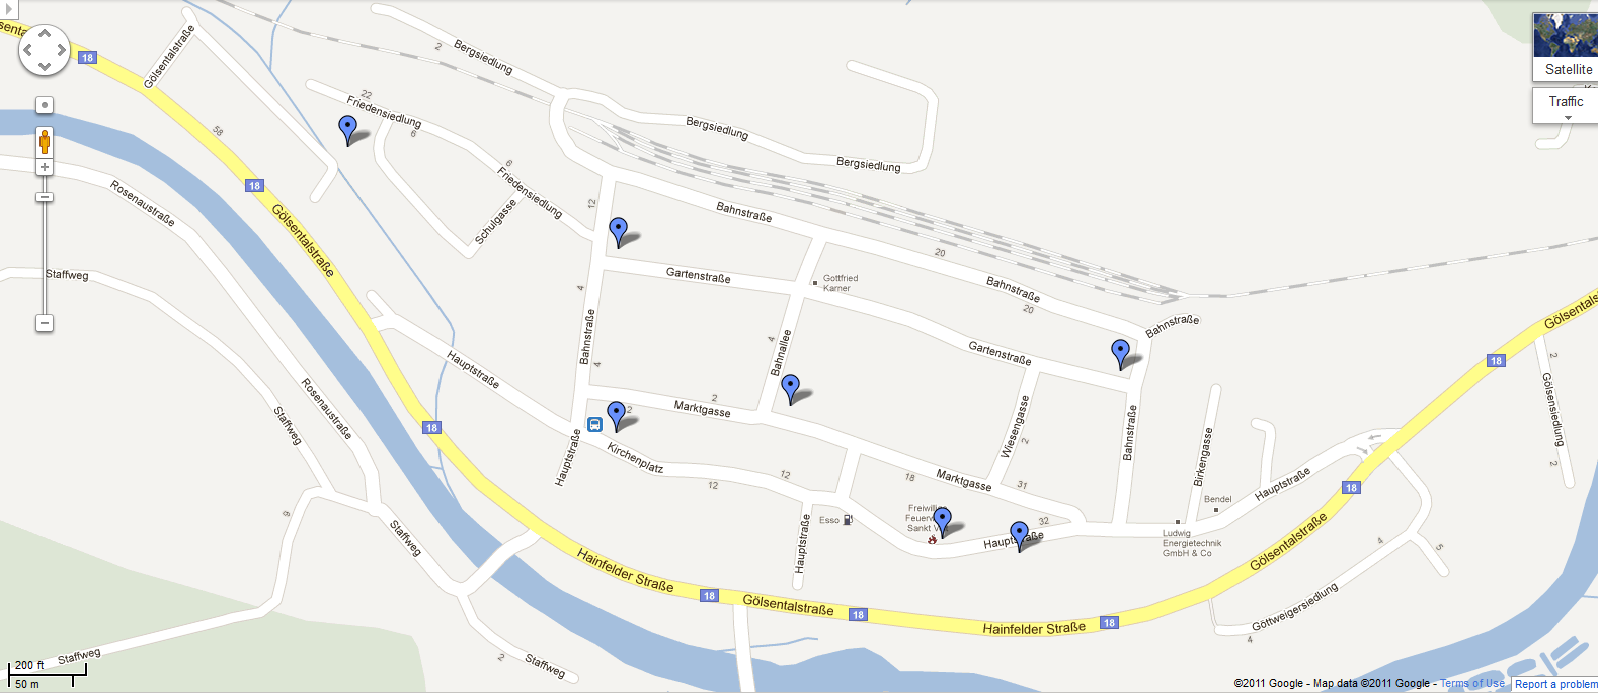 Gölsentalstraße
18
2
Bergsiedlung
Satellite
Traffic
22
Friedensiedlung
6
58
Bergsiedlung
Bergsiedlung
6
Friedensiedlung
18
Rosenaustraße
12
Bahnstraße
Schulgasse
Gölsentalstraße
20
Staffweg
Gartenstraße
Gottfried
Karner
Bahnstraße
4
20
Bahnstraße
Gölsentalstr
Bahnstraße
4
Bahnallee
Gartenstraße
Hauptstraße
4
18
2
Gölsensiedlung
2
Rosenaustraße
Staffweg
2
Marktgasse
2
Wiesengasse
2
Bahnstraße
Birkengasse
18
Hauptstraße
Kirchenplatz
12
12
18
Marktgasse
31
Hauptstraße
18
Bendel
9
Staffweg
Esso
Freiwillig
Feuerw
Sankt V
32
Hauptstraße
Hauptstraße
Ludwig
Energietechnik
GmbH & Co
Gölsentalstraße
4
5
Hainfelder Straße
18
Gölsentalstraße
18
Hainfelder Straße
18
Göttweigersiedlung
4
Staffweg
2
Staffweg
200 ft
50 m
©2011 Google - Map data ©2011 Google - Terms of Use
Report a problem